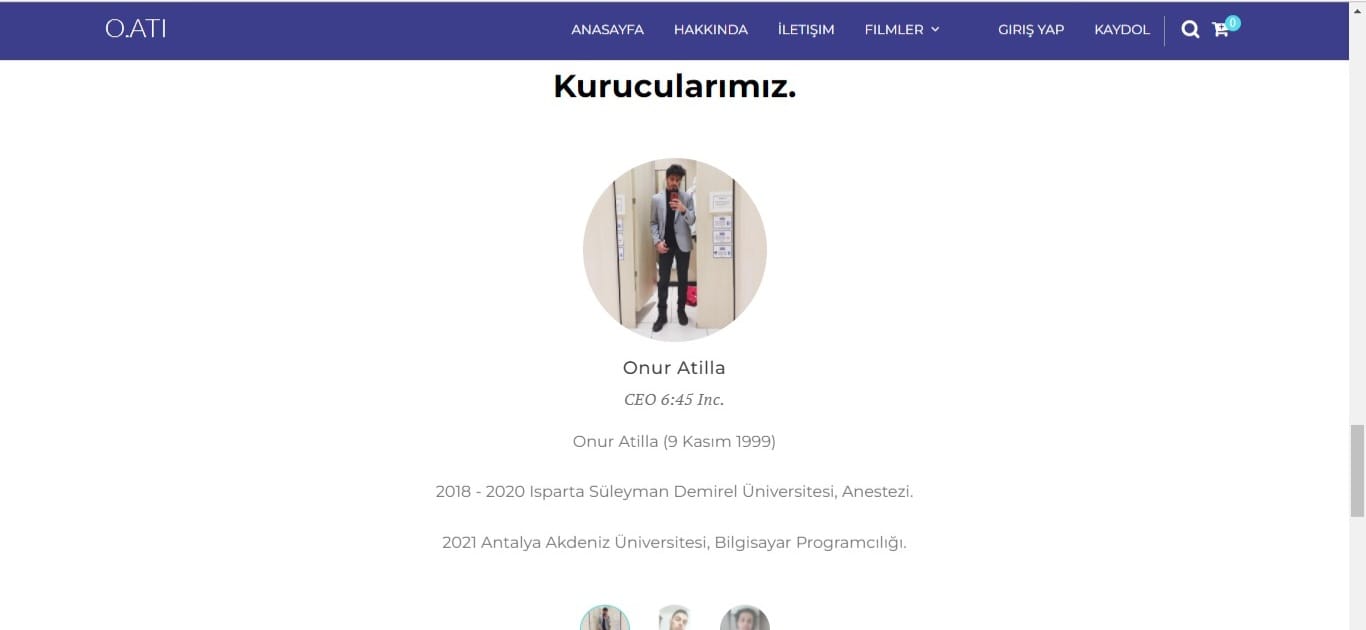 O.ATI
ANASAYFA HAKKINDA İLETIŞIM FILMLER GIRIŞ YAP KAYDOL 0
Kurucularımız.
Onur Atilla
CEO 6:45 Inc.
Onur Atilla (9 Kasım 1999)
2018 - 2020 Isparta Süleyman Demirel Üniversitesi, Anestezi.
2021 Antalya Akdeniz Üniversitesi, Bilgisayar Programcılığı.